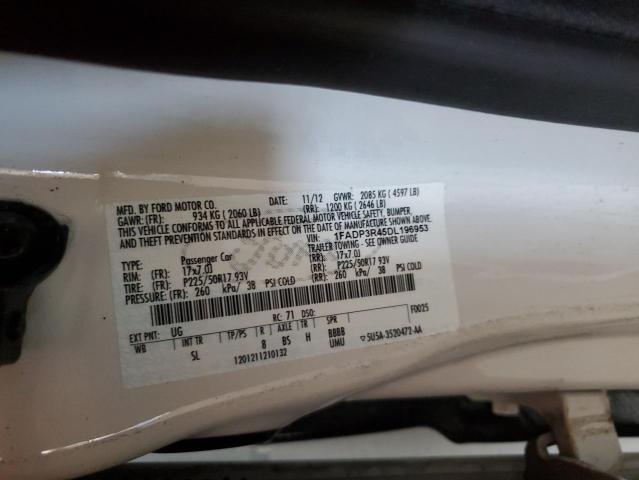 MFD. BY FORD MOTOR CO. DATE: 11/12 GVWR: 2085 KG ( 4597 LB)
GAWR: (FR): 934 KG ( 2060 LB) (RR): 1200 KG ( 2646 LB)
THIS VEHICLE CONFORMS TO ALL APPLICABLE FEDERAL MOTOR VEHICLE SAFETY, BUMPER,
AND THEFT PREVENTION STANDARDS IN EFFECT ON THE DATE OF MANUFACTURE SHOWN ABOVE.
VIN: 1FADP3R45DL196953
TYPE: Passenger Car TRAILER TOWING - SEE OWNER GUIDE
RIM: (FR): 17x7.0J (RR): 17x7.0J
TIRE: (FR): P225/50R17 93V (RR): P225/50R17 93V
PRESSURE: (FR): 260 kPa/ 38 PSI COLD (RR): 260 kPa/ 38 PSI COLD
EXT PNT: UG RC: 71 DSO: F0025
WB INT TR TP/PS R AXLE TR SPR
SL 8 BS H BBBB
1201211210132 UMU 5U5A-3520472-AA